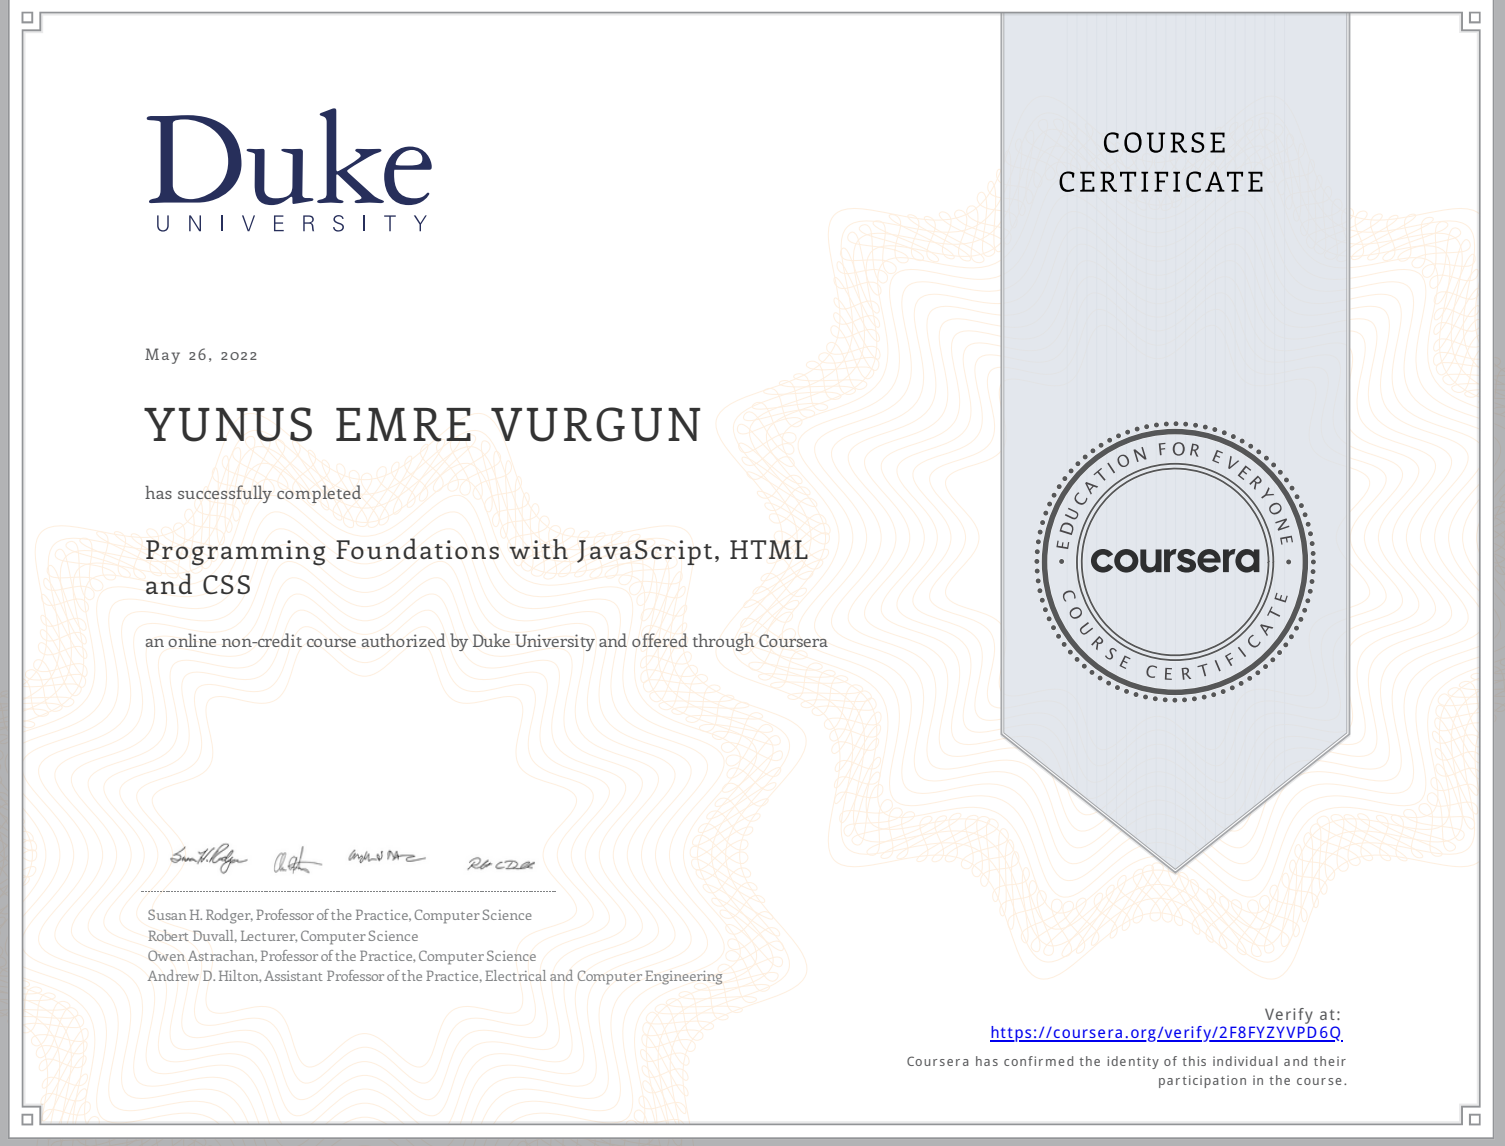 Duke
UNIVERSITY
COURSE
CERTIFICATE
May 26, 2022
YUNUS EMRE VURGUN
has successfully completed
Programming Foundations with JavaScript, HTML
and CSS
an online non-credit course authorized by Duke University and offered through Coursera
EDUCATION FOR EVERYONE
coursera
COURSE CERTIFICATE
Susan H. Rodger, Professor of the Practice, Computer Science
Robert Duvall, Lecturer, Computer Science
Owen Astrachan, Professor of the Practice, Computer Science
Andrew D. Hilton, Assistant Professor of the Practice, Electrical and Computer Engineering
Verify at:
https://coursera.org/verify/2F8FYZYVPD6Q
Coursera has confirmed the identity of this individual and their
participation in the course.